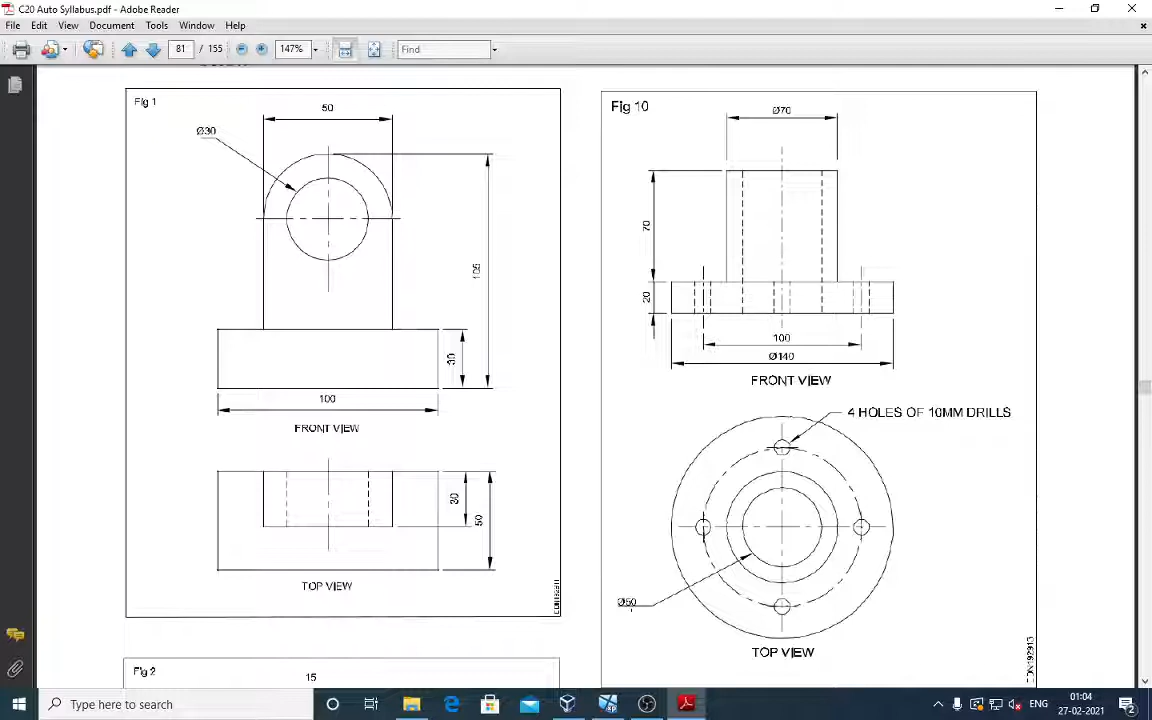 C20 Auto Syllabus.pdf - Adobe Reader
File Edit View Document Tools Window Help
81 / 155 147% Find
Fig 1
50
Ø30
105
30
100
FRONT VIEW
30
50
TOP VIEW
Fig 10
Ø70
70
20
100
Ø140
FRONT VIEW
4 HOLES OF 10MM DRILLS
Ø50
TOP VIEW
CDN192913
Fig 2
15
Type here to search
ENG
01:04
27-02-2021
2